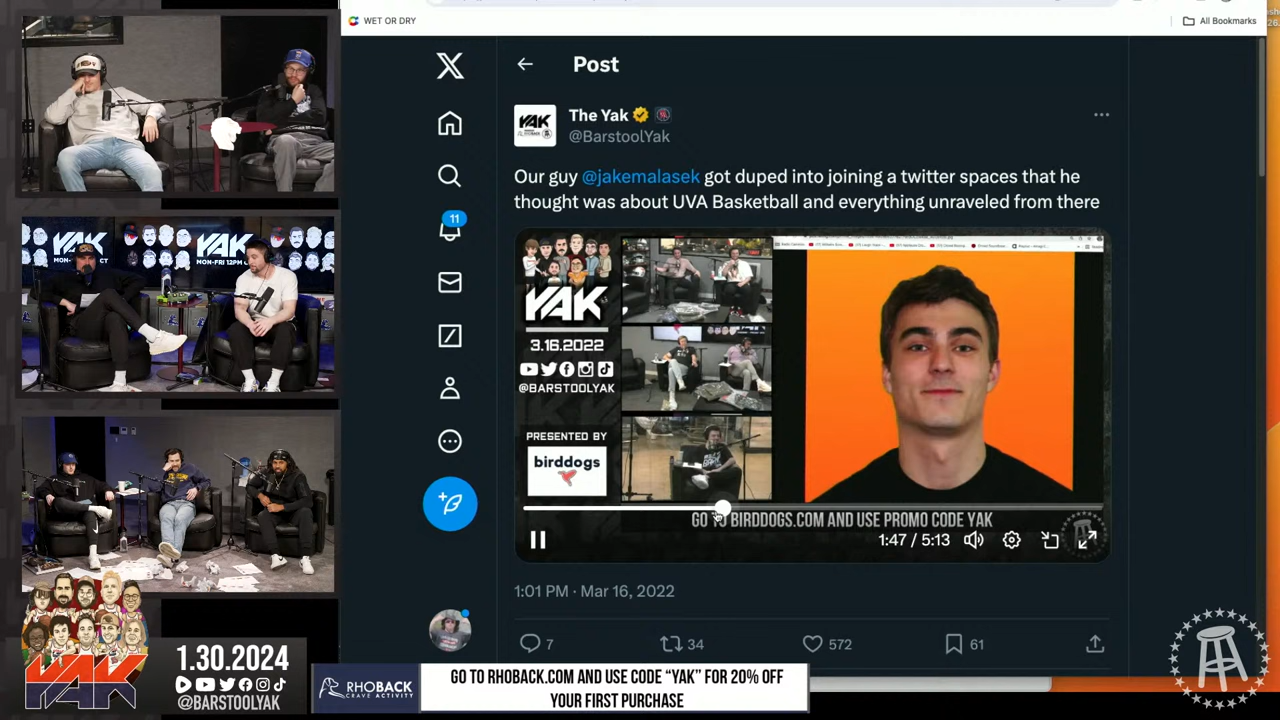 WET OR DRY
All Bookmarks
Post
The Yak
@BarstoolYak
Our guy @jakemalasek got duped into joining a twitter spaces that he
thought was about UVA Basketball and everything unraveled from there
11
YAK
3.16.2022
@BARSTOOLYAK
PRESENTED BY
birddogs
GO TO BIRDDOGS.COM AND USE PROMO CODE YAK
1:47 / 5:13
1:01 PM · Mar 16, 2022
7
34
572
61
YAK
MON-FRI 12PM
YAK
1.30.2024
@BARSTOOLYAK
RHOBACK
CRAVE ACTIVITY
GO TO RHOBACK.COM AND USE CODE “YAK” FOR 20% OFF
YOUR FIRST PURCHASE